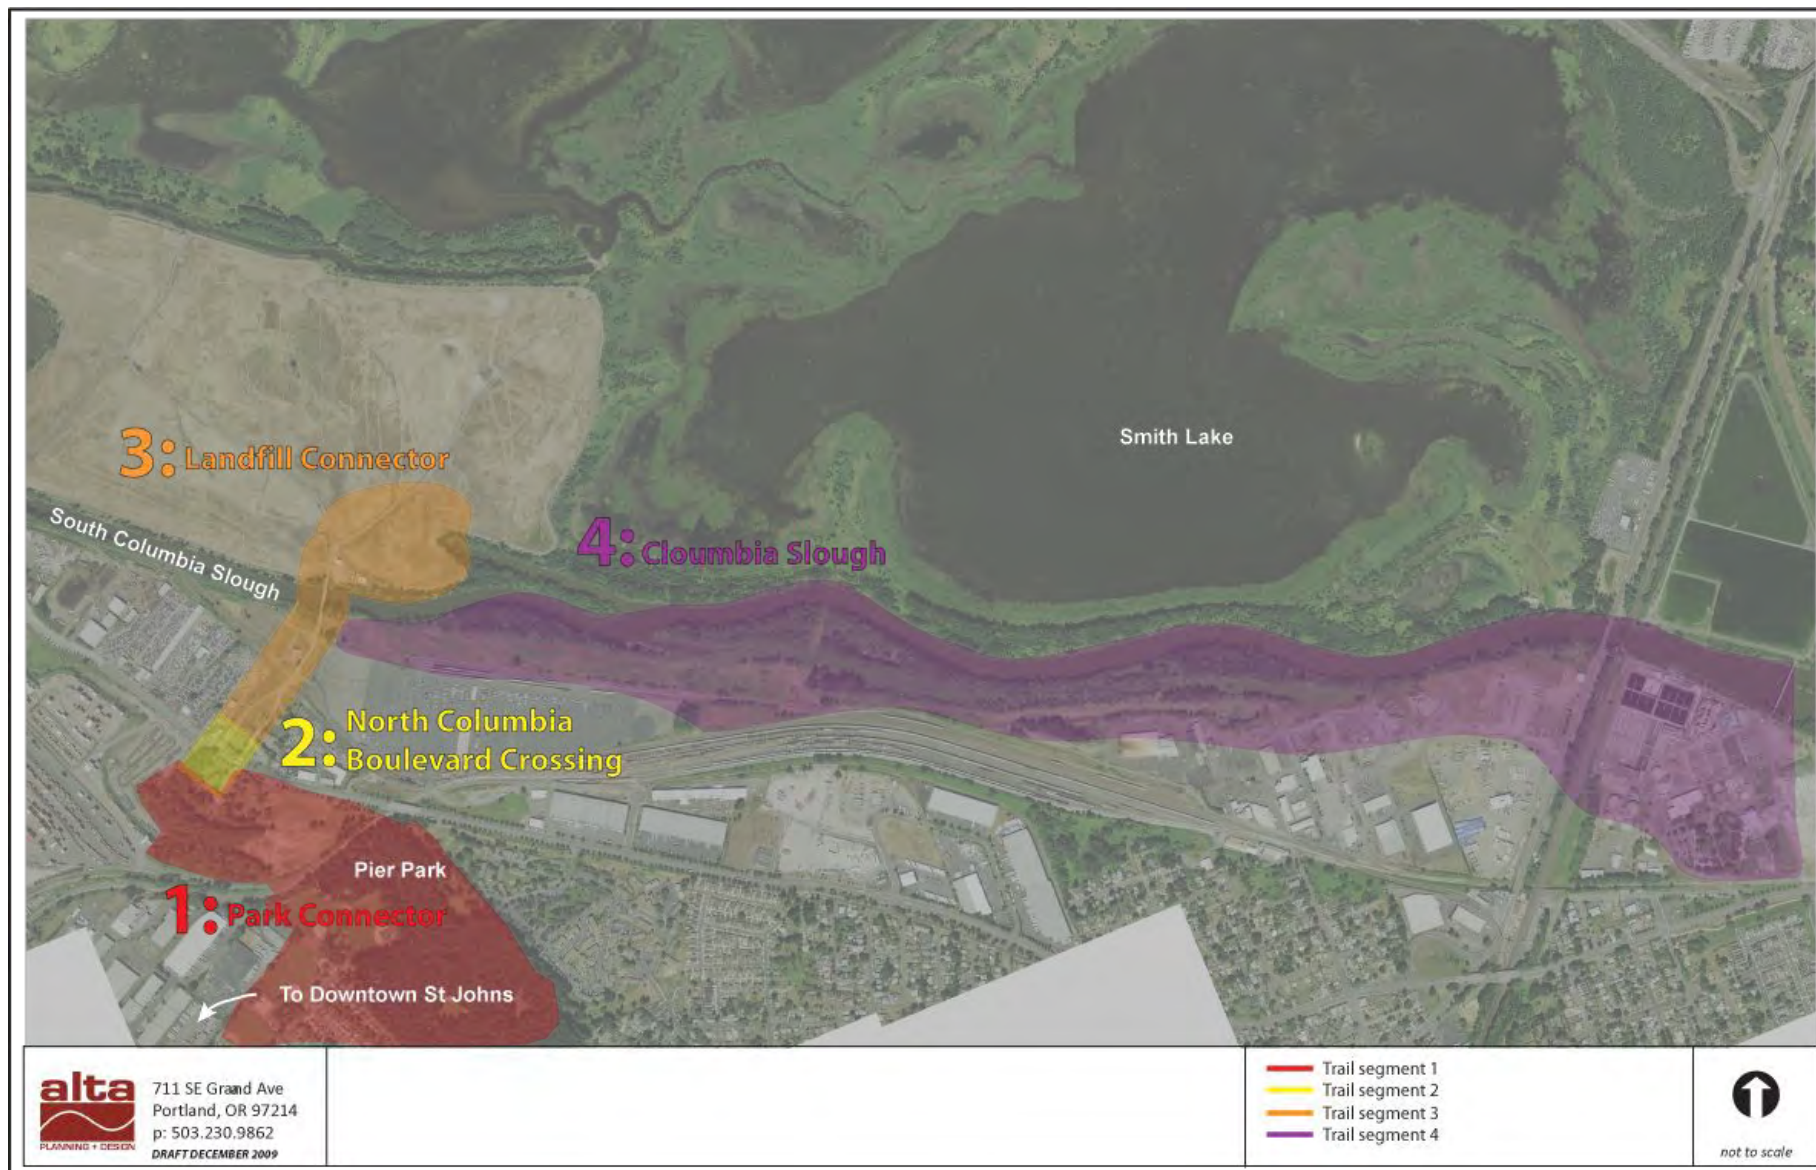 Smith Lake
3: Landfill Connector
South Columbia Slough
4: Cloumbia Slough
2: North Columbia
Boulevard Crossing
Pier Park
1: Park Connector
To Downtown St Johns
alta
PLANNING + DESIGN
711 SE Graand Ave
Portland, OR 97214
p: 503.230.9862
DRAFT DECEMBER 2009
Trail segment 1
Trail segment 2
Trail segment 3
Trail segment 4
not to scale